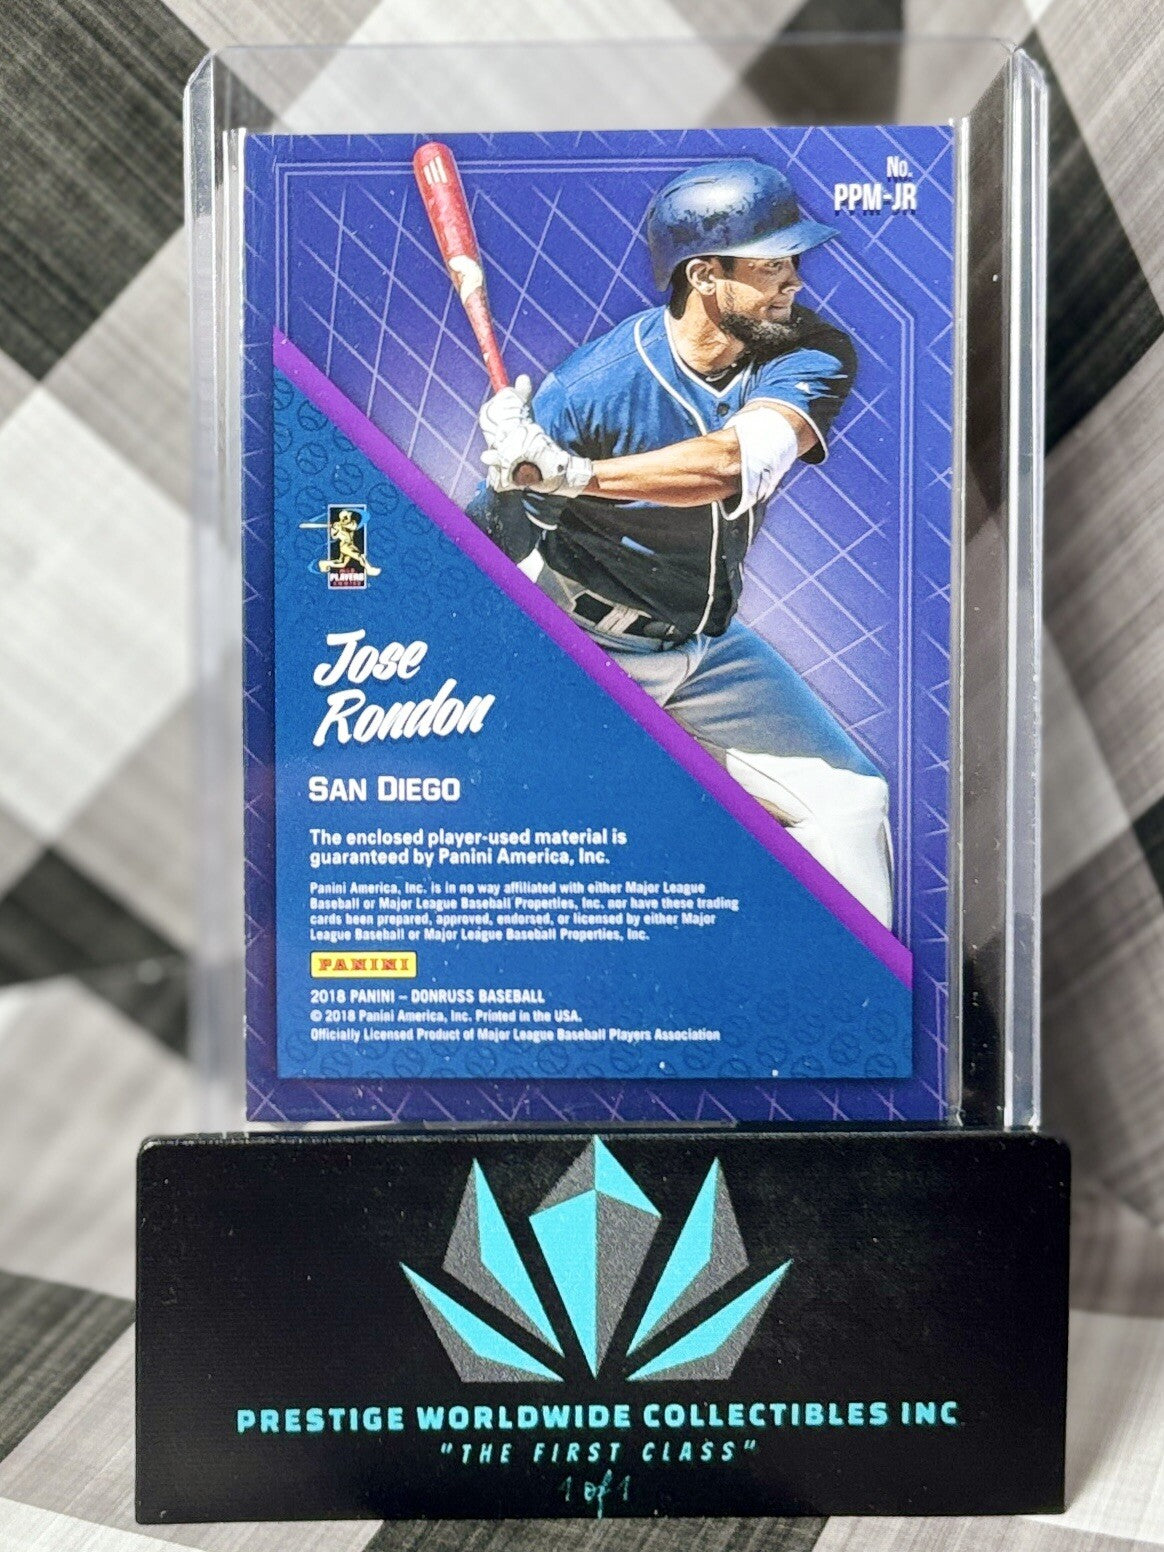 No.
PPM-JR
PLAYERS
Jose
Rondon
SAN DIEGO
The enclosed player-used material is
guaranteed by Panini America, Inc.
Panini America, Inc. is in no way affiliated with either Major League
Baseball or Major League Baseball Properties, Inc. nor have these trading
cards been prepared, approved, endorsed, or licensed by either Major
League Baseball or Major League Baseball Properties, Inc.
PANINI
2018 PANINI – DONRUSS BASEBALL
© 2018 Panini America, Inc. Printed in the USA.
Officially Licensed Product of Major League Baseball Players Association
PRESTIGE WORLDWIDE COLLECTIBLES INC
"THE FIRST CLASS"
1 of 1